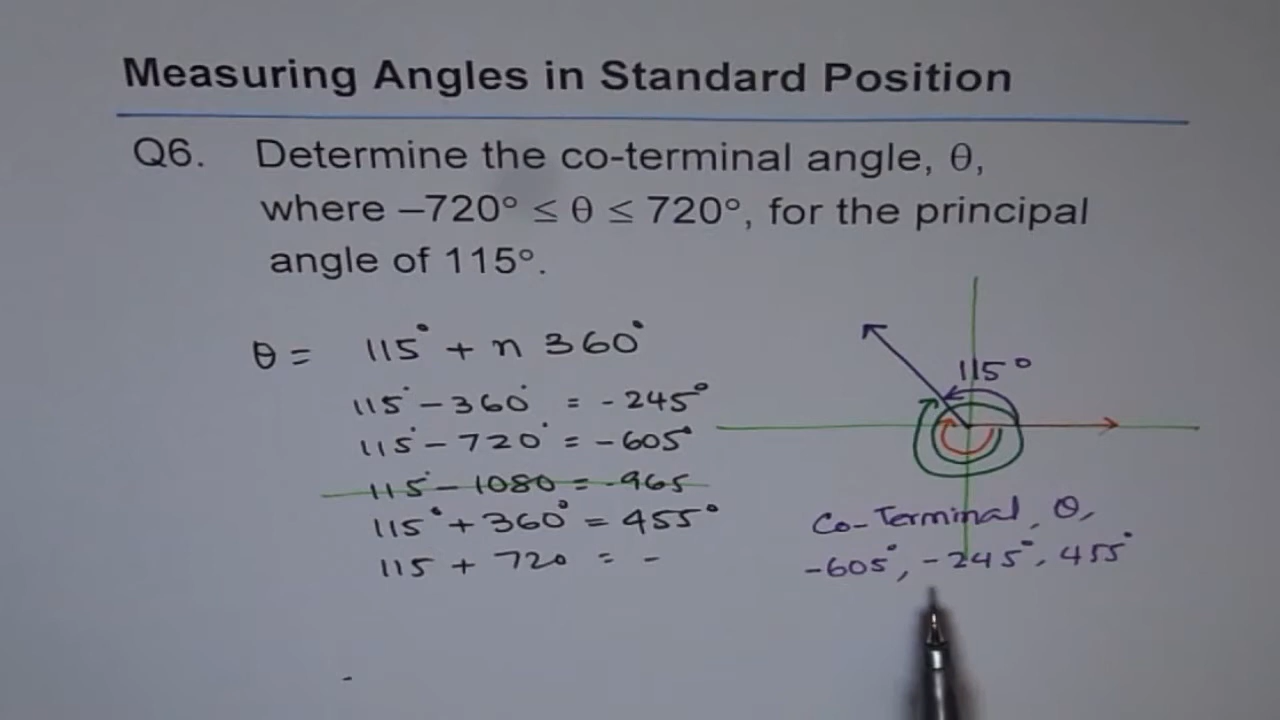 Measuring Angles in Standard Position
Q6. Determine the co-terminal angle, θ,
where –720° ≤ θ ≤ 720°, for the principal
angle of 115°.
θ = 115° + n 360°
115° - 360° = -245°
115° - 720° = -605°
115° - 1080 = -965
115° + 360° = 455°
115 + 720 = -
115°
Co-Terminal, θ,
-605°, -245°, 455°